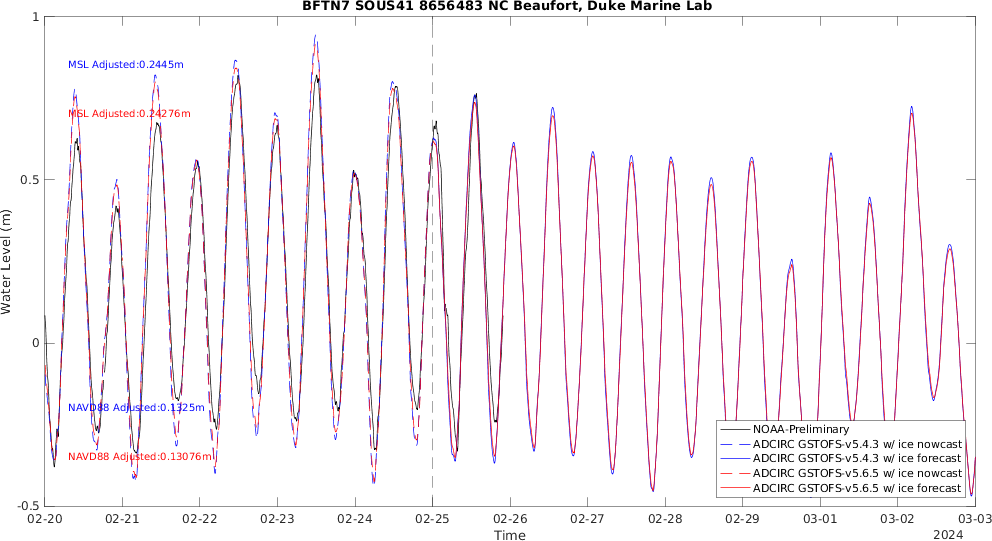 BFTN7 SOUS41 8656483 NC Beaufort, Duke Marine Lab
1
0.5
0
-0.5
Water Level (m)
MSL Adjusted:0.2445m
MSL Adjusted:0.24276m
NAVD88 Adjusted:0.1325m
NAVD88 Adjusted:0.13076m
NOAA-Preliminary
ADCIRC GSTOFS-v5.4.3 w/ ice nowcast
ADCIRC GSTOFS-v5.4.3 w/ ice forecast
ADCIRC GSTOFS-v5.6.5 w/ ice nowcast
ADCIRC GSTOFS-v5.6.5 w/ ice forecast
02-20 02-21 02-22 02-23 02-24 02-25 02-26 02-27 02-28 02-29 03-01 03-02 03-03
Time
2024